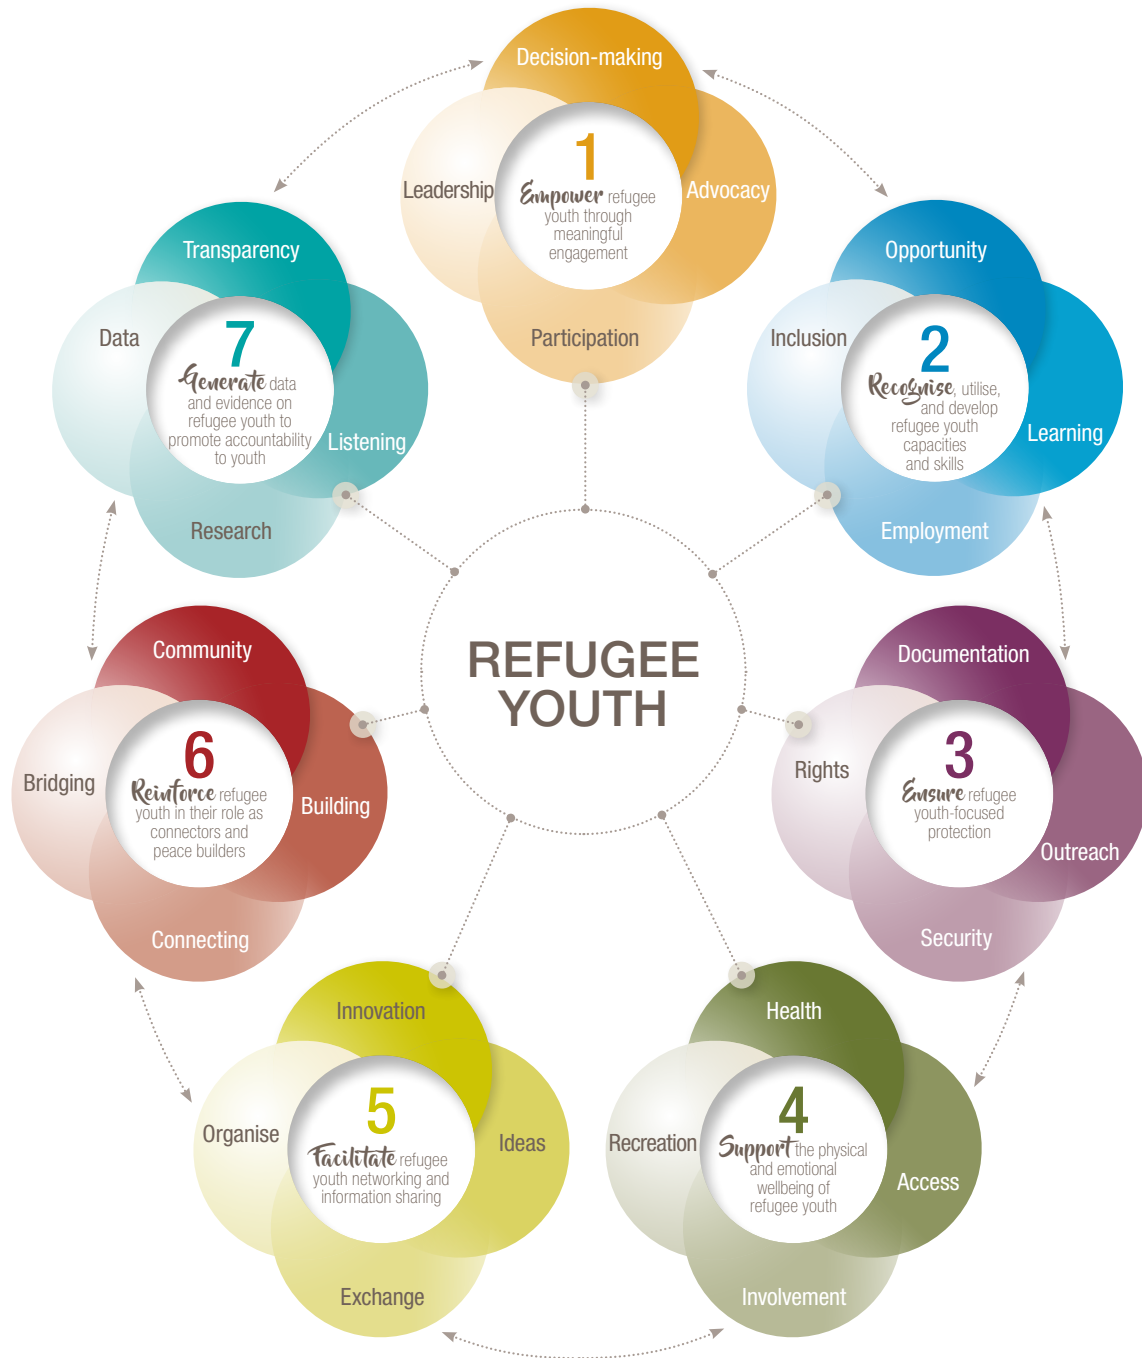 Decision-making
Leadership
Advocacy
Participation
1
Empower refugee
youth through
meaningful
engagement
Opportunity
Inclusion
Learning
Employment
2
Recognise, utilise,
and develop
refugee youth
capacities
and skills
Documentation
Rights
Outreach
Security
3
Ensure refugee
youth-focused
protection
Health
Recreation
Access
Involvement
4
Support the physical
and emotional
wellbeing of
refugee youth
Innovation
Organise
Ideas
Exchange
5
Facilitate refugee
youth networking and
information sharing
Community
Bridging
Building
Connecting
6
Reinforce refugee
youth in their role as
connectors and
peace builders
Transparency
Data
Listening
Research
7
Generate data
and evidence on
refugee youth to
promote accountability
to youth
REFUGEE
YOUTH